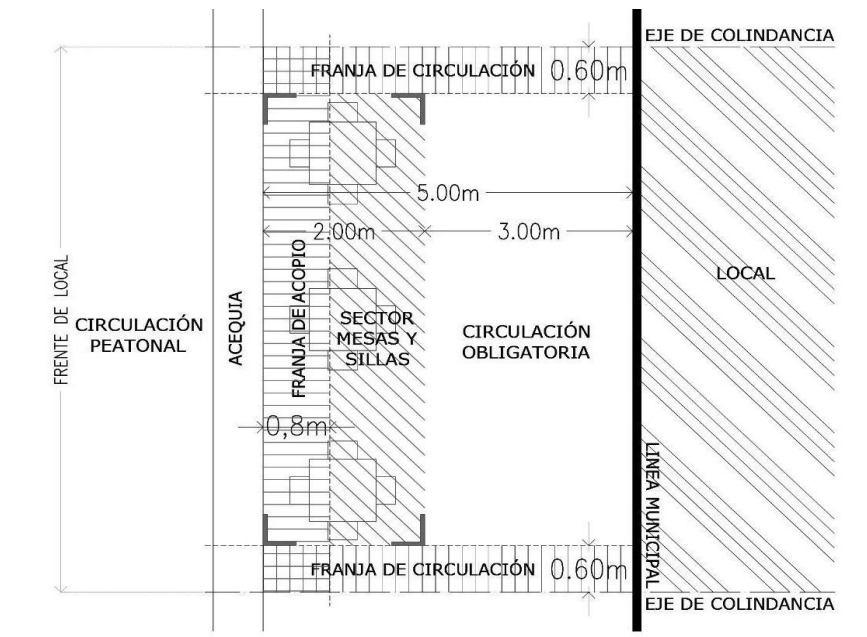 EJE DE COLINDANCIA
FRANJA DE CIRCULACIÓN 0.60m
5.00m
2.00m
3.00m
FRENTE DE LOCAL
CIRCULACIÓN
PEATONAL
ACEQUIA
FRANJA DE ACOPIO
SECTOR
MESAS Y
SILLAS
CIRCULACIÓN
OBLIGATORIA
LOCAL
0,8m
LINEA MUNICIPAL
FRANJA DE CIRCULACIÓN 0.60m
EJE DE COLINDANCIA